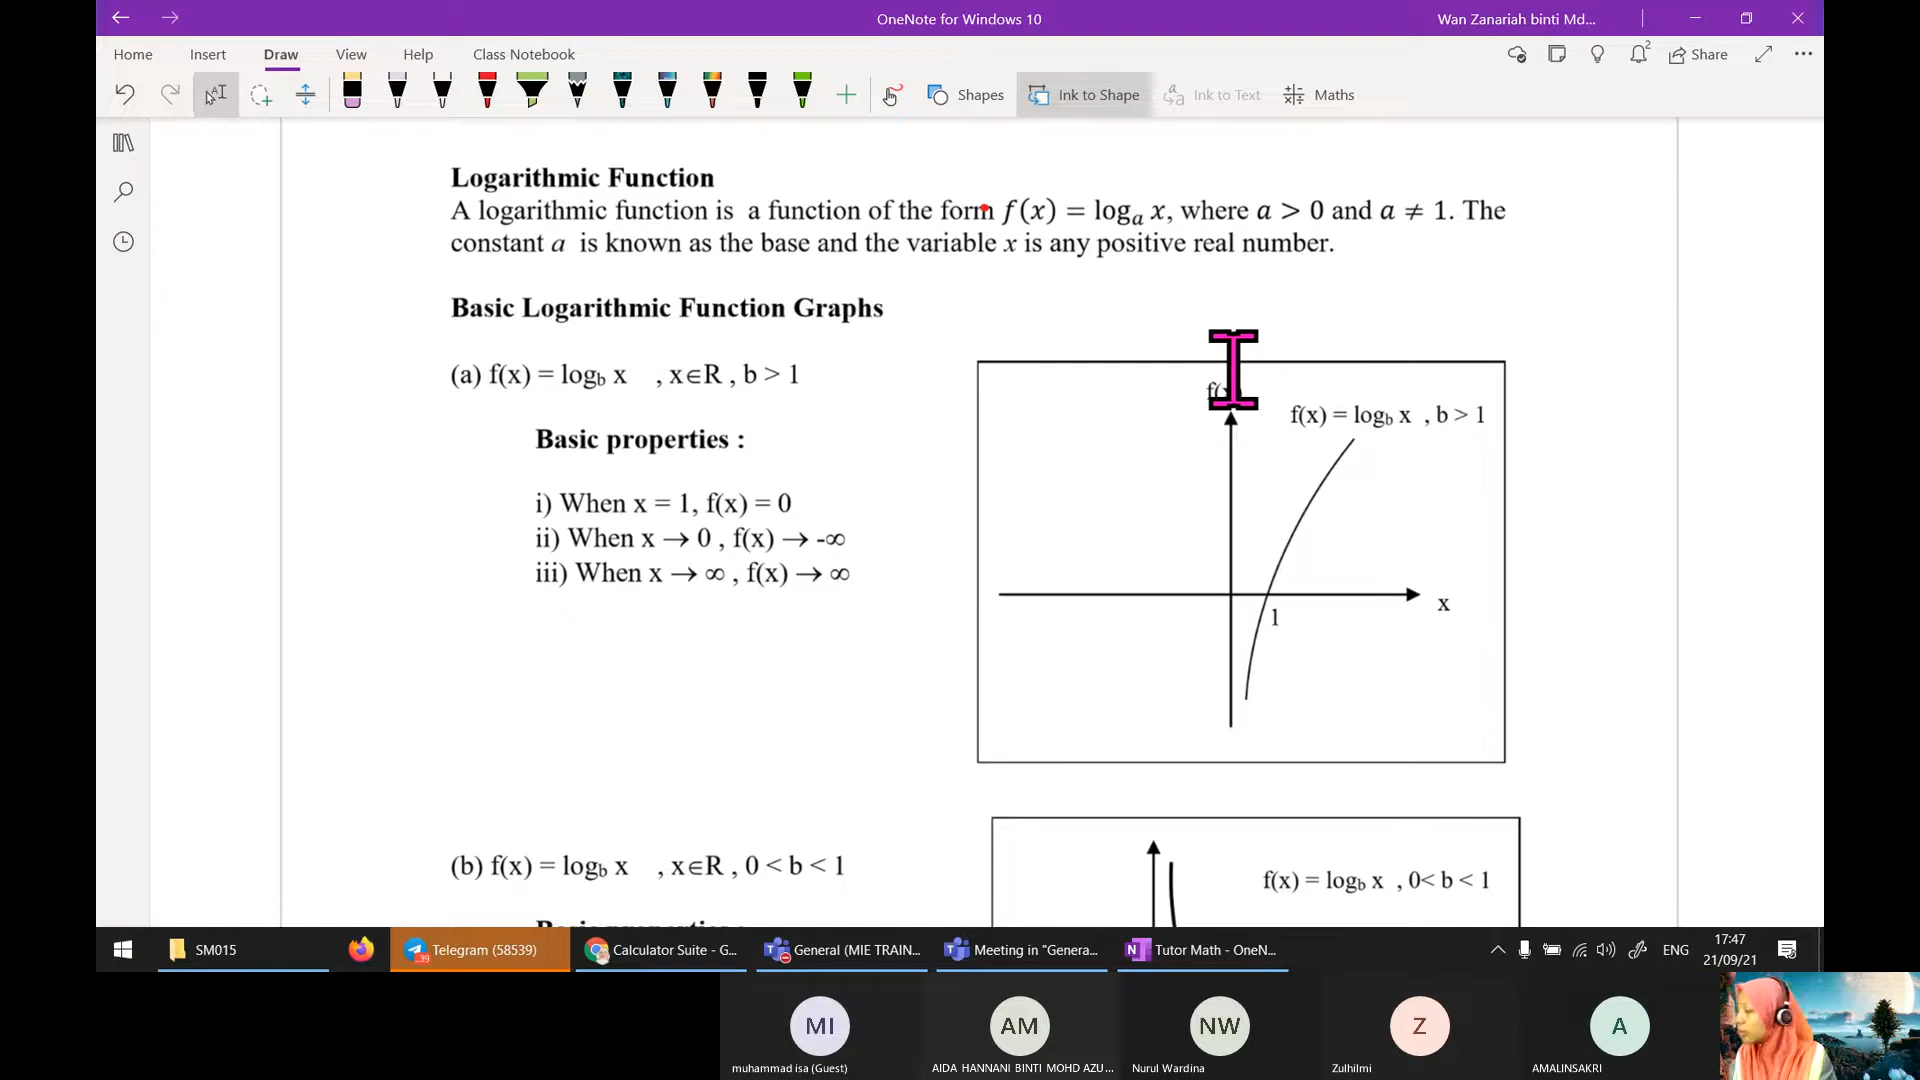 OneNote for Windows 10
Wan Zanariah binti Md...
Home Insert Draw View Help Class Notebook
2
Share
Shapes
Ink to Shape
Ink to Text
Maths
Logarithmic Function
A logarithmic function is a function of the form f(x) = logₐ x, where a > 0 and a ≠ 1. The
constant a is known as the base and the variable x is any positive real number.
Basic Logarithmic Function Graphs
(a) f(x) = log_b x , x∈R , b > 1
Basic properties :
i) When x = 1, f(x) = 0
ii) When x → 0 , f(x) → -∞
iii) When x → ∞ , f(x) → ∞
f(x) = log_b x , b > 1
x
1
(b) f(x) = log_b x , x∈R , 0 < b < 1
f(x) = log_b x , 0< b < 1
SM015
Telegram (58539)
Calculator Suite - G...
General (MIE TRAIN...
Meeting in "Genera...
Tutor Math - OneN...
ENG
17:47
21/09/21
MI
AM
NW
Z
A
muhammad isa (Guest)
AIDA HANNANI BINTI MOHD AZU...
Nurul Wardina
Zulhilmi
AMALINSAKRI